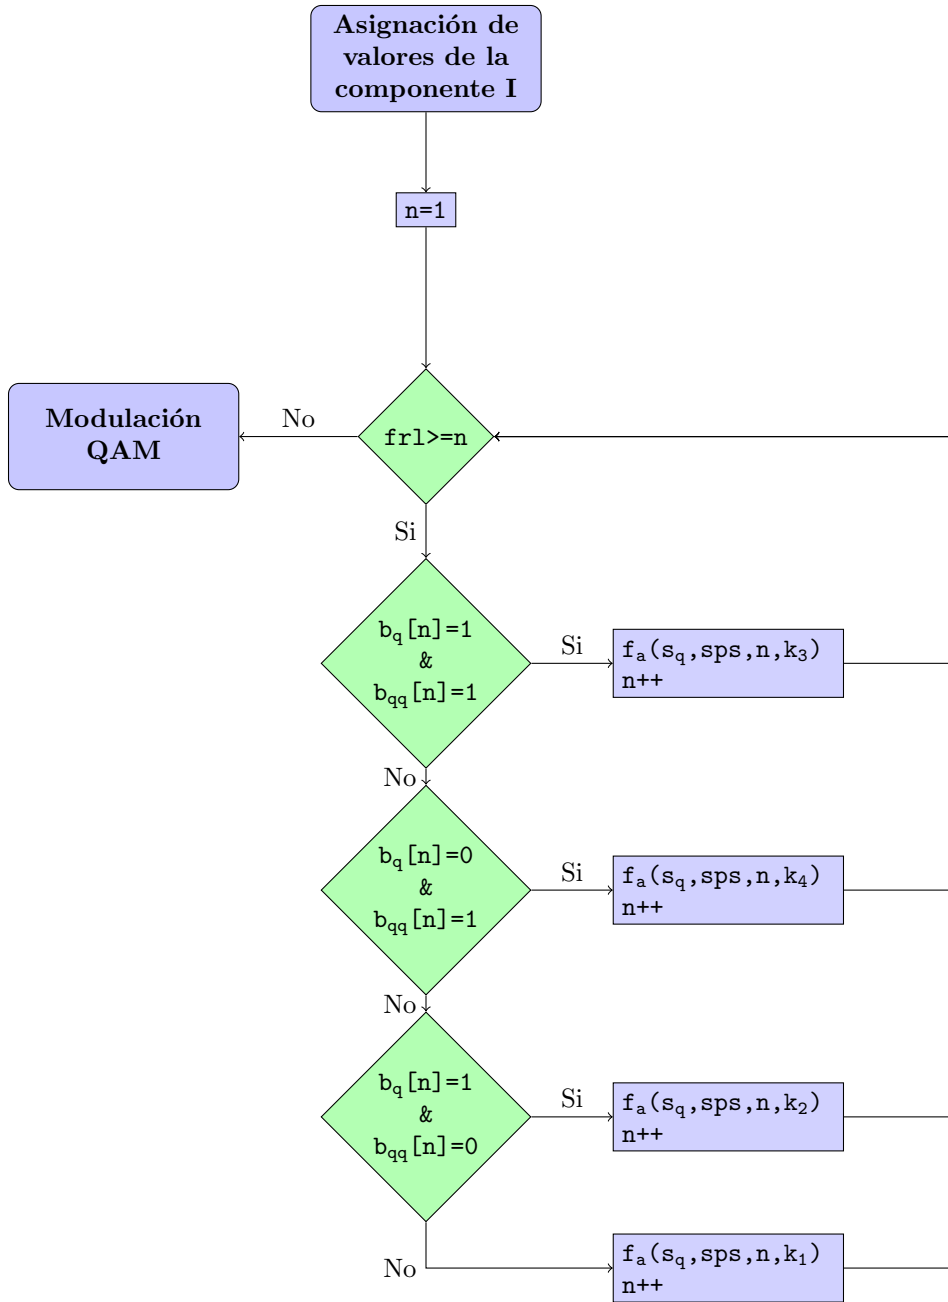 Asignación de
valores de la
componente I
n=1
frl>=n
No
Modulación
QAM
Si
b_q[n]=1
&
b_qq[n]=1
Si
f_a(s_q,sps,n,k_3)
n++
No
b_q[n]=0
&
b_qq[n]=1
Si
f_a(s_q,sps,n,k_4)
n++
No
b_q[n]=1
&
b_qq[n]=0
Si
f_a(s_q,sps,n,k_2)
n++
No
f_a(s_q,sps,n,k_1)
n++